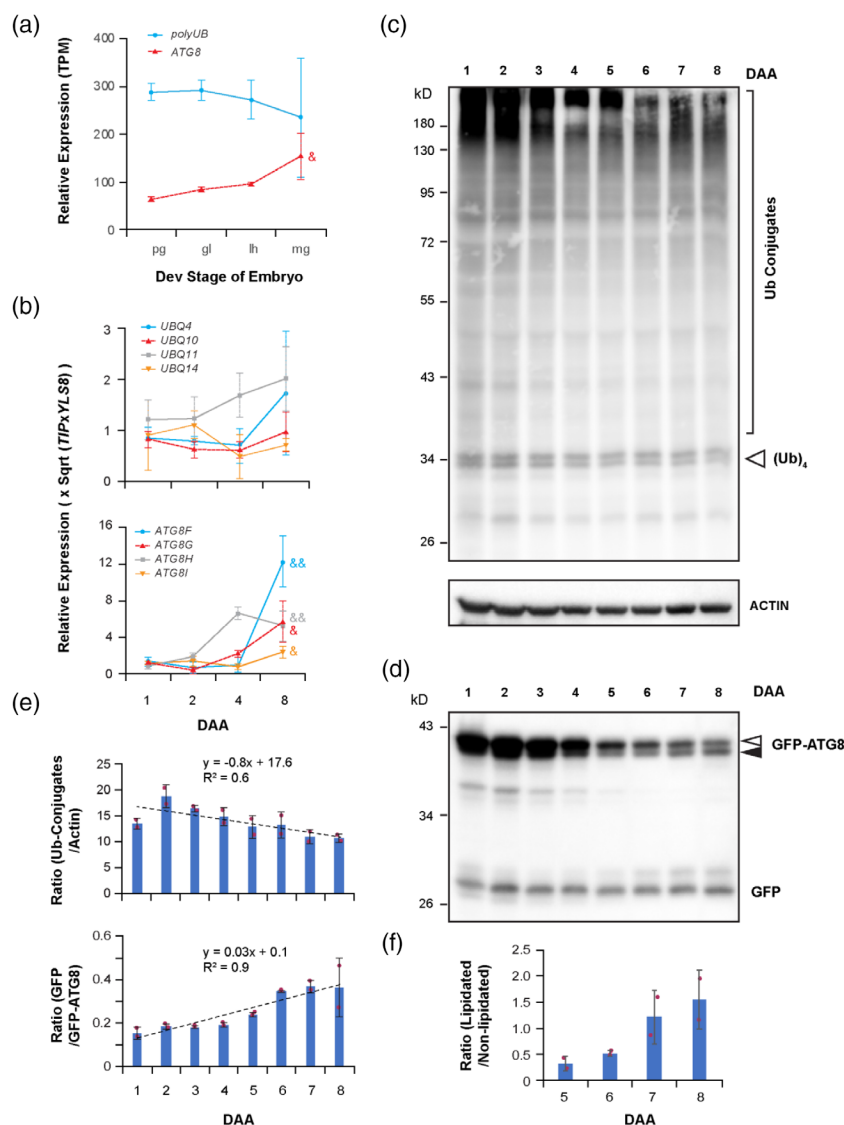 (a)
polyUB
ATG8
Relative Expression (TPM)
400
300
200
100
0
&
pg gl lh mg
Dev Stage of Embryo
(b)
UBQ4
UBQ10
UBQ11
UBQ14
3
2
1
0
Relative Expression ( x Sqrt (TIPxYLS8))
ATG8F
ATG8G
ATG8H
ATG8I
16
12
8
4
0
&&
&&
&
&
1 2 4 8
DAA
(c)
1 2 3 4 5 6 7 8 DAA
kD
180
130
95
72
55
43
34
26
Ub Conjugates
(Ub)4
ACTIN
(d)
1 2 3 4 5 6 7 8 DAA
kD
43
34
26
GFP-ATG8
GFP
(e)
y = -0.8x + 17.6
R² = 0.6
Ratio (Ub-Conjugates
/Actin)
25
20
15
10
5
0
y = 0.03x + 0.1
R² = 0.9
Ratio (GFP
/GFP-ATG8)
0.6
0.4
0.2
0
1 2 3 4 5 6 7 8
DAA
(f)
Ratio (Lipidated
/Non-lipidated)
2.5
2.0
1.5
1.0
0.5
0
5 6 7 8
DAA